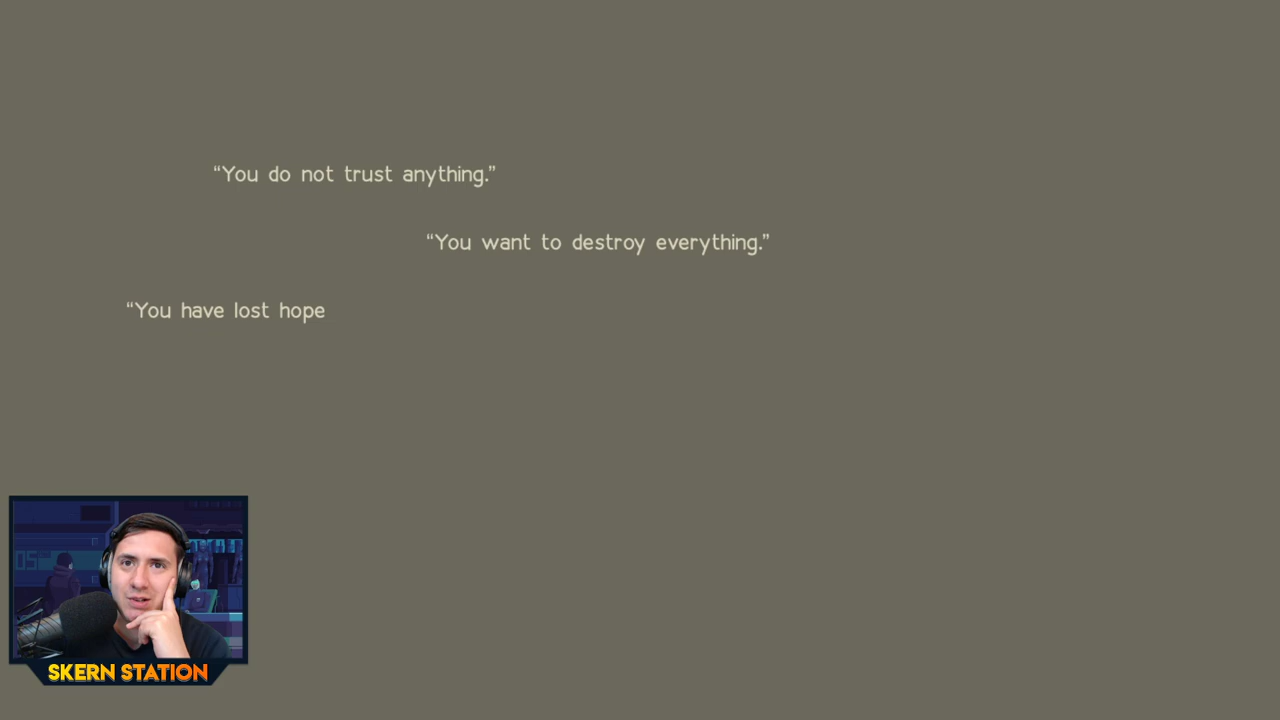 “You do not trust anything.”
“You want to destroy everything.”
“You have lost hope
SKERN STATION